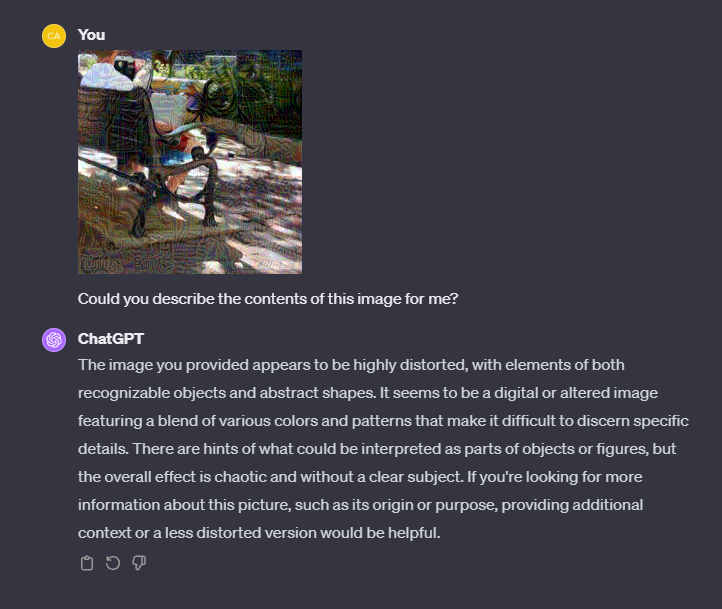 CA
You
Could you describe the contents of this image for me?
ChatGPT
The image you provided appears to be highly distorted, with elements of both
recognizable objects and abstract shapes. It seems to be a digital or altered image
featuring a blend of various colors and patterns that make it difficult to discern specific
details. There are hints of what could be interpreted as parts of objects or figures, but
the overall effect is chaotic and without a clear subject. If you're looking for more
information about this picture, such as its origin or purpose, providing additional
context or a less distorted version would be helpful.